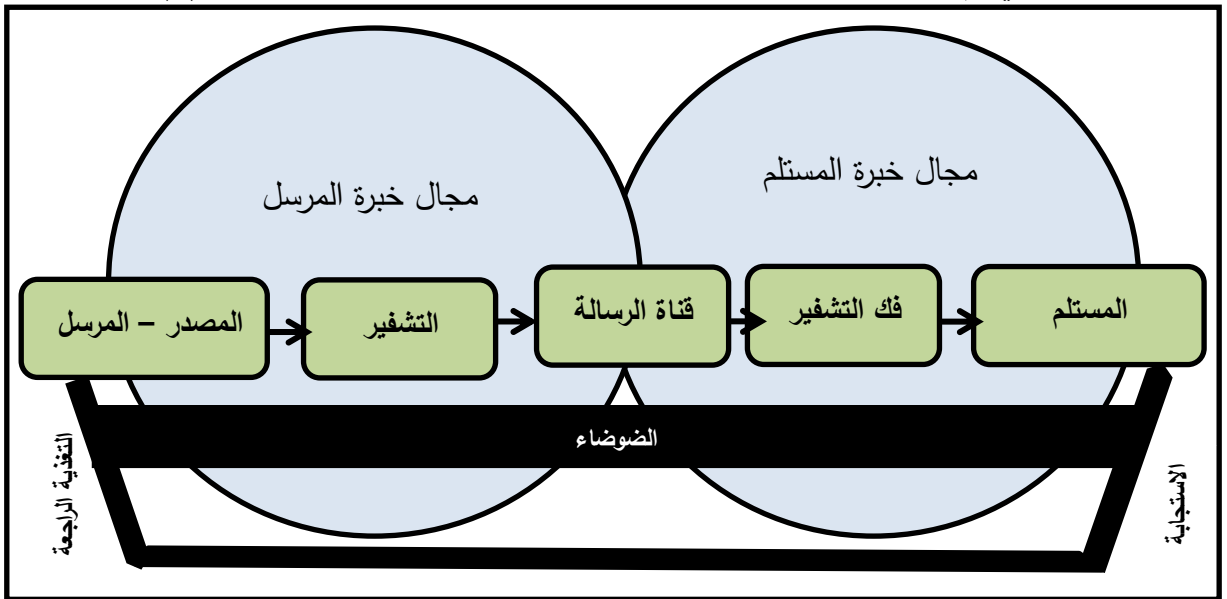 مجال خبرة المستلم
مجال خبرة المرسل
المصدر – المرسل
التشفير
قناة الرسالة
فك التشفير
المستلم
الضوضاء
التغذية الراجعة
الاستجابة